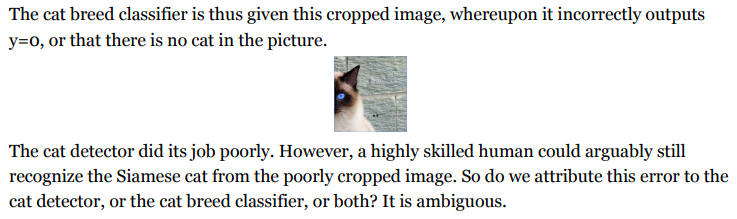 The cat breed classifier is thus given this cropped image, whereupon it incorrectly outputs
y=0, or that there is no cat in the picture.
The cat detector did its job poorly. However, a highly skilled human could arguably still
recognize the Siamese cat from the poorly cropped image. So do we attribute this error to the
cat detector, or the cat breed classifier, or both? It is ambiguous.